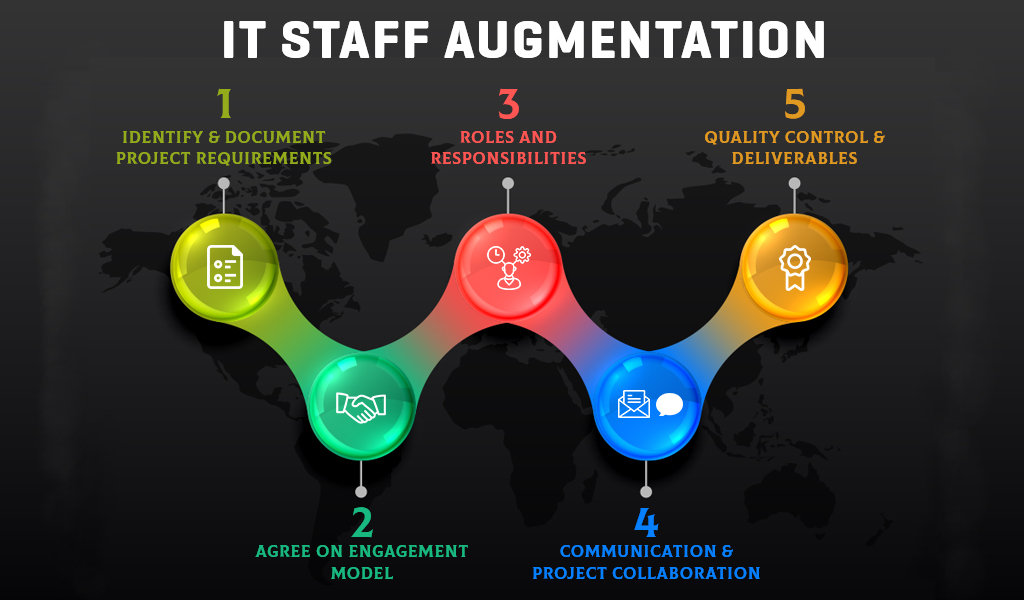 IT STAFF AUGMENTATION
1
IDENTIFY & DOCUMENT
PROJECT REQUIREMENTS
2
AGREE ON ENGAGEMENT
MODEL
3
ROLES AND
RESPONSIBILITIES
4
COMMUNICATION &
PROJECT COLLABORATION
5
QUALITY CONTROL &
DELIVERABLES